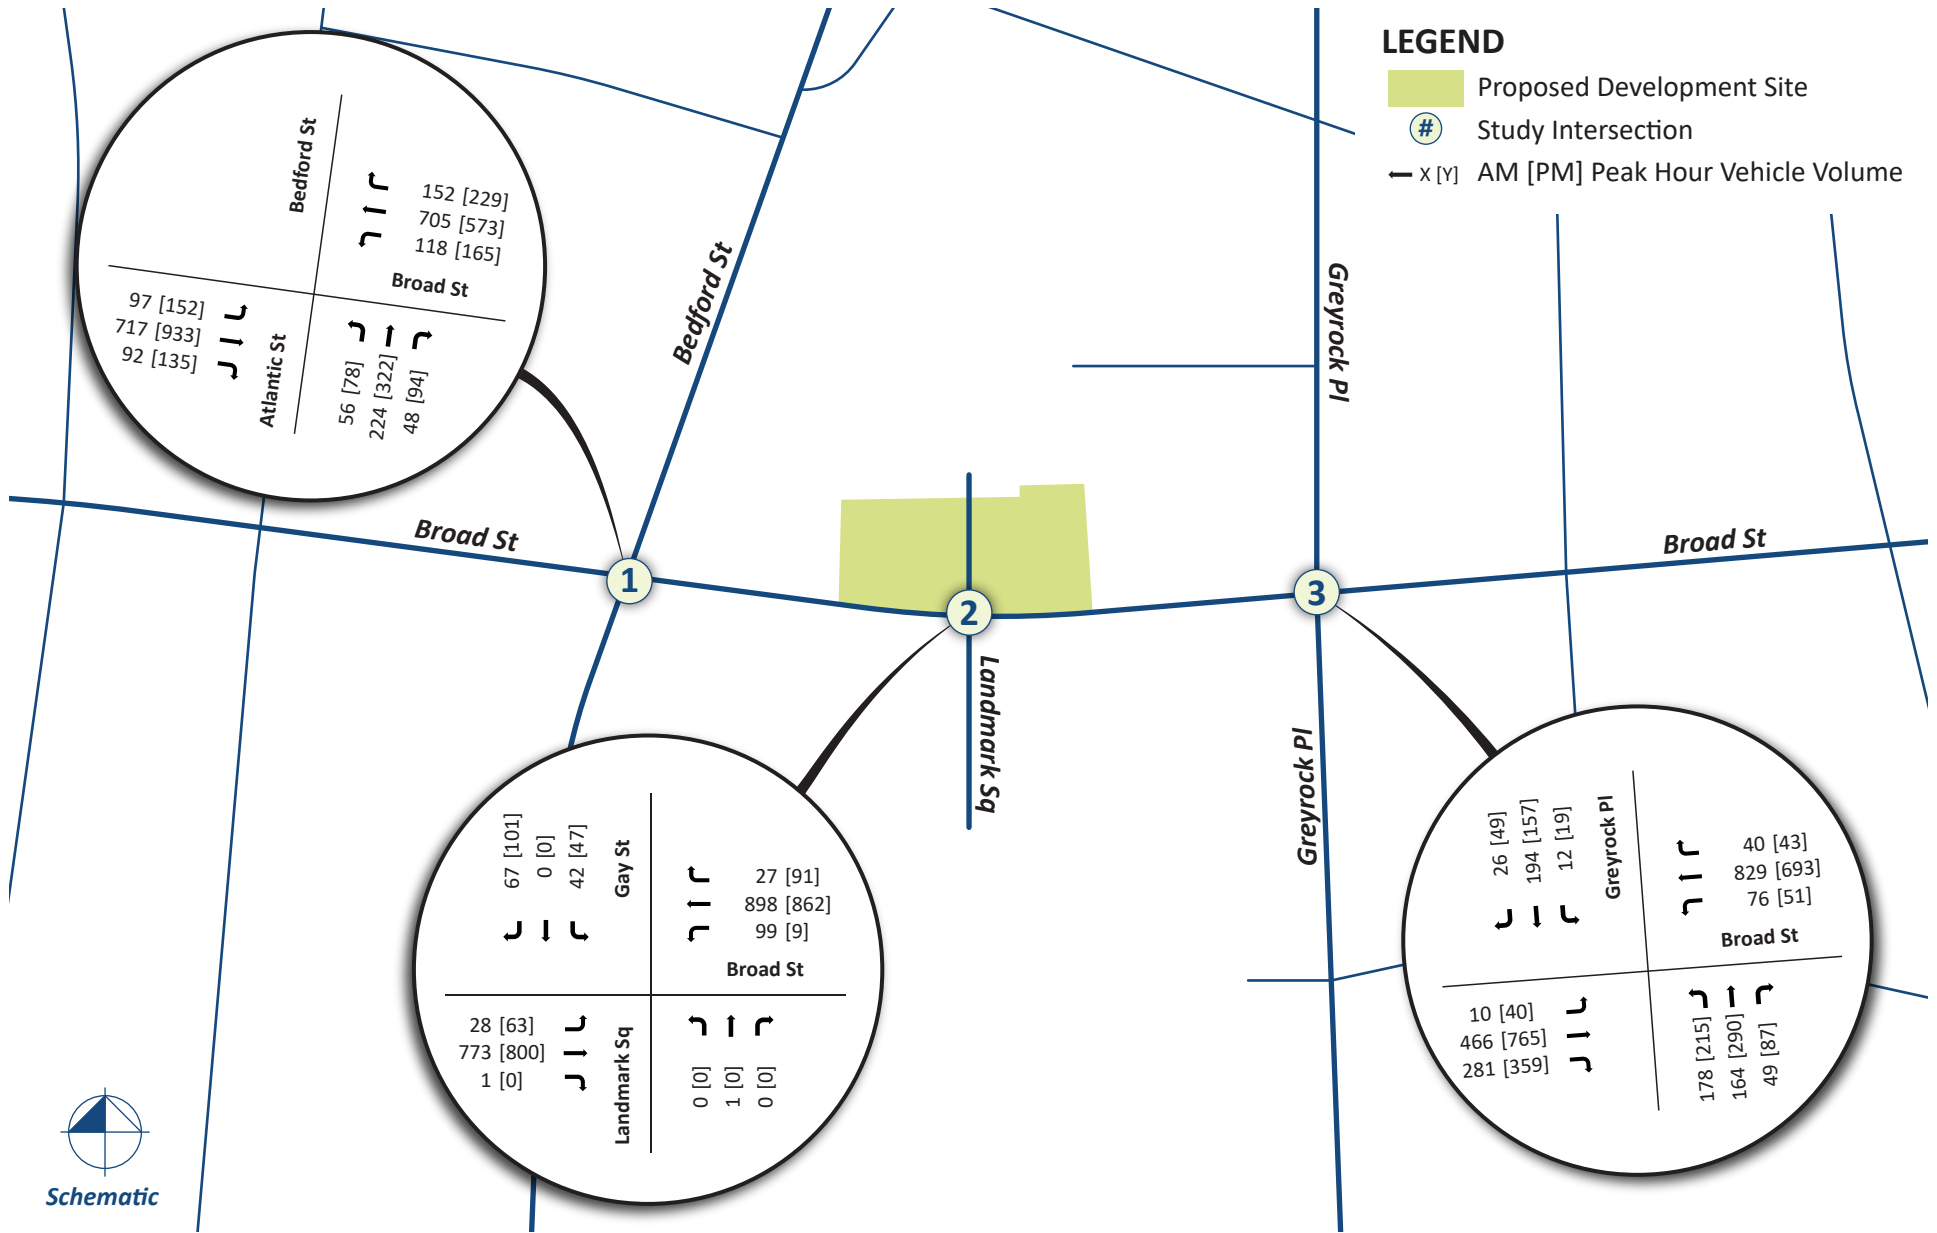 LEGEND
Proposed Development Site
# Study Intersection
X [Y] AM [PM] Peak Hour Vehicle Volume
Bedford St
152 [229]
705 [573]
118 [165]
Broad St
97 [152]
717 [933]
92 [135]
Atlantic St
56 [78]
224 [322]
48 [94]
Bedford St
Greyrock Pl
Broad St
Broad St
1
2
3
Landmark Sq
Greyrock Pl
67 [101]
0 [0]
42 [47]
Gay St
27 [91]
898 [862]
99 [9]
Broad St
28 [63]
773 [800]
1 [0]
Landmark Sq
0 [0]
1 [0]
0 [0]
26 [49]
194 [157]
12 [19]
Greyrock Pl
40 [43]
829 [693]
76 [51]
Broad St
10 [40]
466 [765]
281 [359]
178 [215]
164 [290]
49 [87]
Schematic